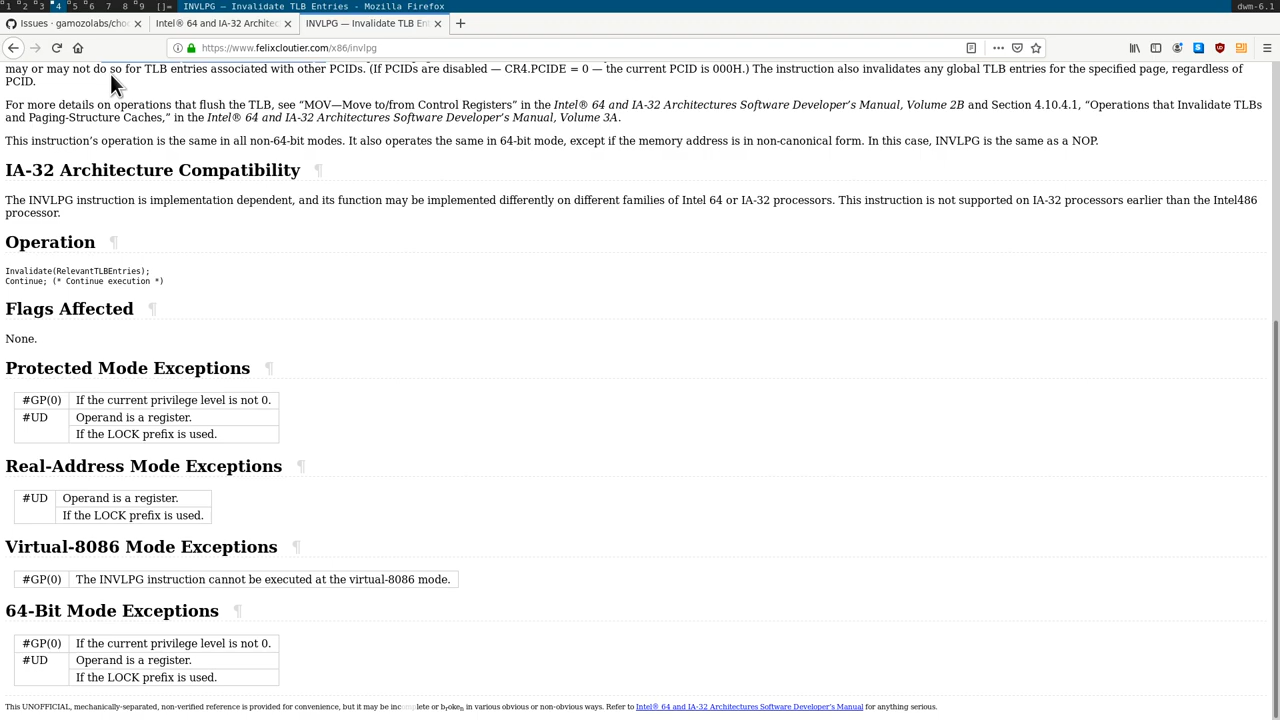 1 2 3 4 5 6 7 8 9 []= INVLPG — Invalidate TLB Entries - Mozilla Firefox dwm-6.1
Issues · gamozolabs/cho Intel® 64 and IA-32 Architec INVLPG — Invalidate TLB En
https://www.felixcloutier.com/x86/invlpg
may or may not do so for TLB entries associated with other PCIDs. (If PCIDs are disabled — CR4.PCIDE = 0 — the current PCID is 000H.) The instruction also invalidates any global TLB entries for the specified page, regardless of
PCID.
For more details on operations that flush the TLB, see “MOV—Move to/from Control Registers” in the Intel® 64 and IA-32 Architectures Software Developer’s Manual, Volume 2B and Section 4.10.4.1, “Operations that Invalidate TLBs
and Paging-Structure Caches,” in the Intel® 64 and IA-32 Architectures Software Developer’s Manual, Volume 3A.
This instruction’s operation is the same in all non-64-bit modes. It also operates the same in 64-bit mode, except if the memory address is in non-canonical form. In this case, INVLPG is the same as a NOP.
IA-32 Architecture Compatibility ¶
The INVLPG instruction is implementation dependent, and its function may be implemented differently on different families of Intel 64 or IA-32 processors. This instruction is not supported on IA-32 processors earlier than the Intel486
processor.
Operation ¶
Invalidate(RelevantTLBEntries);
Continue; (* Continue execution *)
Flags Affected ¶
None.
Protected Mode Exceptions ¶
#GP(0) If the current privilege level is not 0.
#UD Operand is a register.
If the LOCK prefix is used.
Real-Address Mode Exceptions ¶
#UD Operand is a register.
If the LOCK prefix is used.
Virtual-8086 Mode Exceptions ¶
#GP(0) The INVLPG instruction cannot be executed at the virtual-8086 mode.
64-Bit Mode Exceptions ¶
#GP(0) If the current privilege level is not 0.
#UD Operand is a register.
If the LOCK prefix is used.
This UNOFFICIAL, mechanically-separated, non-verified reference is provided for convenience, but it may be incomplete or broken in various obvious or non-obvious ways. Refer to Intel® 64 and IA-32 Architectures Software Developer’s Manual for anything serious.